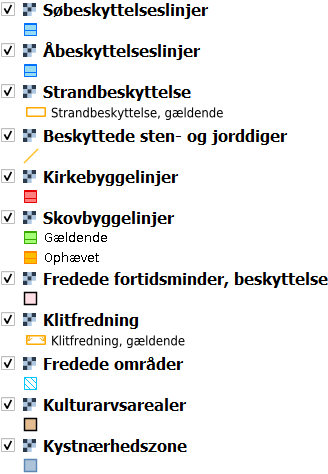 Søbeskyttelseslinjer
Åbeskyttelseslinjer
Strandbeskyttelse
Strandbeskyttelse, gældende
Beskyttede sten- og jorddiger
Kirkebyggelinjer
Skovbyggelinjer
Gældende
Ophævet
Fredede fortidsminder, beskyttelse
Klitfredning
Klitfredning, gældende
Fredede områder
Kulturarvsarealer
Kystnærhedszone